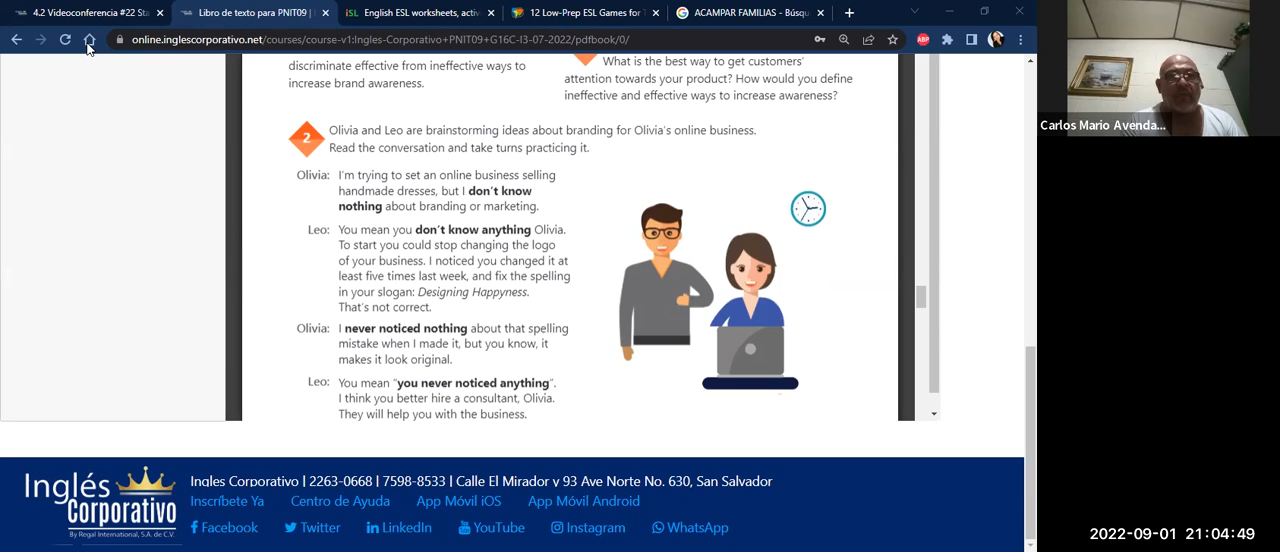 4.2 Videoconferencia #22 Sta
Libro de texto para PNIT09 |
English ESL worksheets, activ
12 Low-Prep ESL Games for T
ACAMPAR FAMILIAS - Búsqu
online.inglescorporativo.net/courses/course-v1:Ingles-Corporativo+PNIT09+G16C-I3-07-2022/pdfbook/0/
discriminate effective from ineffective ways to
increase brand awareness.
What is the best way to get customers’
attention towards your product? How would you define
ineffective and effective ways to increase awareness?
2
Olivia and Leo are brainstorming ideas about branding for Olivia’s online business.
Read the conversation and take turns practicing it.
Olivia: I’m trying to set an online business selling
handmade dresses, but I don’t know
nothing about branding or marketing.
Leo: You mean you don’t know anything Olivia.
To start you could stop changing the logo
of your business. I noticed you changed it at
least five times last week, and fix the spelling
in your slogan: Designing Happyness.
That’s not correct.
Olivia: I never noticed nothing about that spelling
mistake when I made it, but you know, it
makes it look original.
Leo: You mean “you never noticed anything”.
I think you better hire a consultant, Olivia.
They will help you with the business.
Carlos Mario Avenda...
Inglés
Corporativo
By Regal International, S.A. de C.V.
Ingles Corporativo | 2263-0668 | 7598-8533 | Calle El Mirador y 93 Ave Norte No. 630, San Salvador
Inscríbete Ya Centro de Ayuda App Móvil iOS App Móvil Android
Facebook Twitter LinkedIn YouTube Instagram WhatsApp
2022-09-01 21:04:49